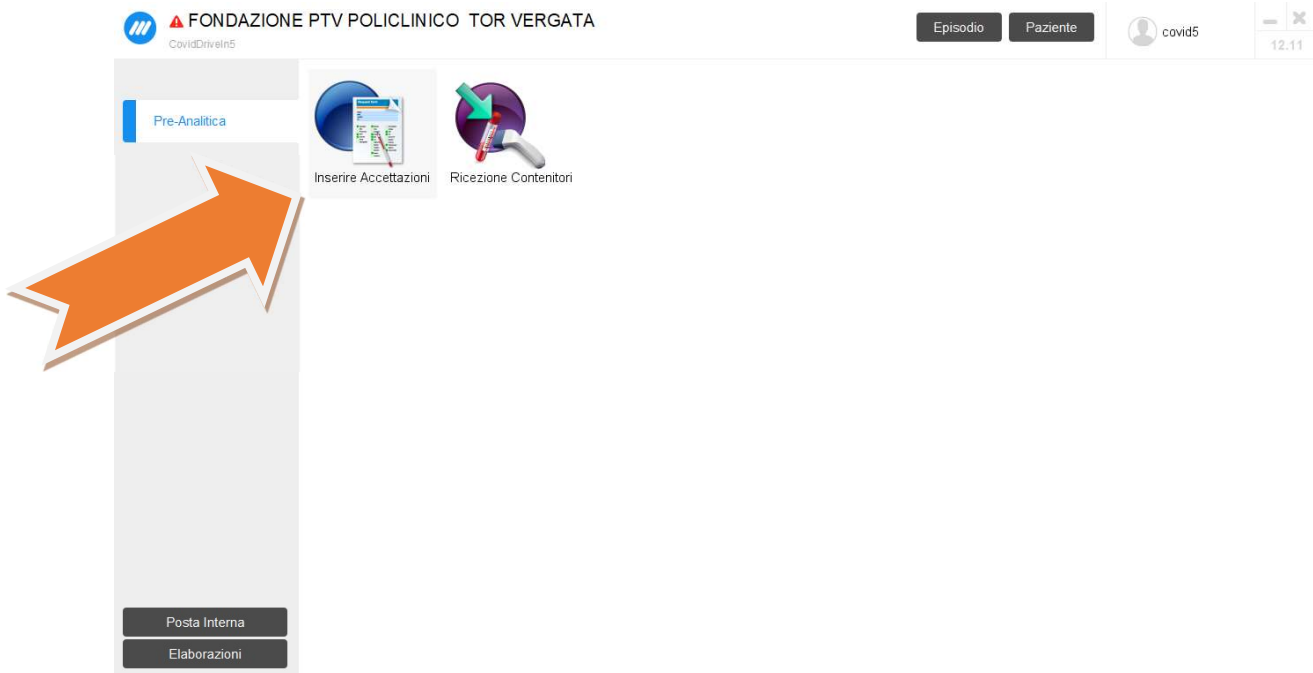 FONDAZIONE PTV POLICLINICO TOR VERGATA
CovidDriveIn5
Episodio
Paziente
covid5
12.11
Pre-Analitica
Inserire Accettazioni
Ricezione Contenitori
Posta Interna
Elaborazioni